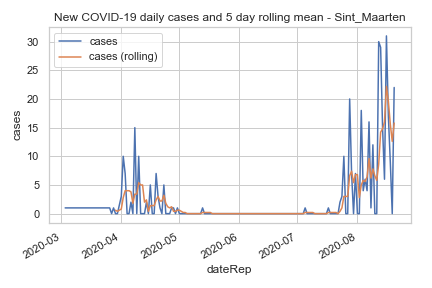 New COVID-19 daily cases and 5 day rolling mean - Sint_Maarten
cases
cases (rolling)
30
25
20
15
10
5
0
cases
2020-03
2020-04
2020-05
2020-06
2020-07
2020-08
dateRep